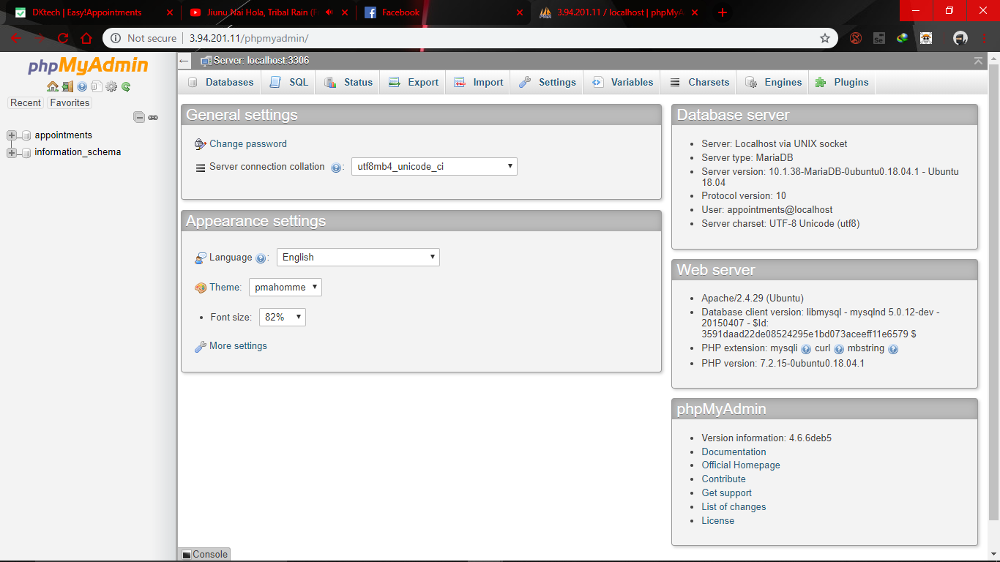 DKtech | Easy!Appointments
Jiunu Nai Hola, Tribal Rain (
Facebook
3.94.201.11 / localhost | phpMyA
Not secure | 3.94.201.11/phpmyadmin/
phpMyAdmin
Recent Favorites
appointments
information_schema
Server: localhost:3306
Databases SQL Status Export Import Settings Variables Charsets Engines Plugins
General settings
Change password
Server connection collation : utf8mb4_unicode_ci
Appearance settings
Language : English
Theme: pmahomme
Font size: 82%
More settings
Database server
Server: Localhost via UNIX socket
Server type: MariaDB
Server version: 10.1.38-MariaDB-0ubuntu0.18.04.1 - Ubuntu
18.04
Protocol version: 10
User: appointments@localhost
Server charset: UTF-8 Unicode (utf8)
Web server
Apache/2.4.29 (Ubuntu)
Database client version: libmysql - mysqlnd 5.0.12-dev -
20150407 - $Id:
3591daad22de08524295e1bd073aceeff11e6579 $
PHP extension: mysqli curl mbstring
PHP version: 7.2.15-0ubuntu0.18.04.1
phpMyAdmin
Version information: 4.6.6deb5
Documentation
Official Homepage
Contribute
Get support
List of changes
License
Console